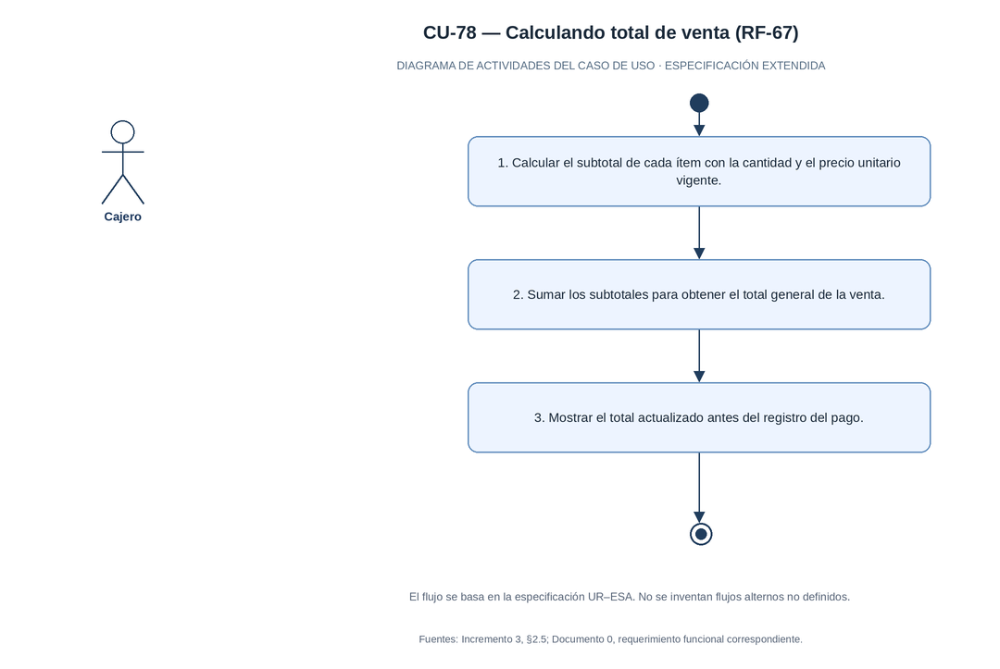 CU-78 — Calculando total de venta (RF-67)
DIAGRAMA DE ACTIVIDADES DEL CASO DE USO · ESPECIFICACIÓN EXTENDIDA
Cajero
1. Calcular el subtotal de cada ítem con la cantidad y el precio unitario
vigente.
2. Sumar los subtotales para obtener el total general de la venta.
3. Mostrar el total actualizado antes del registro del pago.
El flujo se basa en la especificación UR–ESA. No se inventan flujos alternos no definidos.
Fuentes: Incremento 3, §2.5; Documento 0, requerimiento funcional correspondiente.